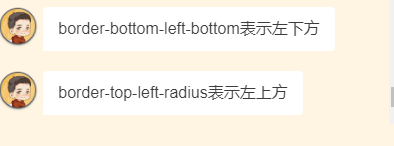 border-bottom-left-bottom表示左下方
border-top-left-radius表示左上方